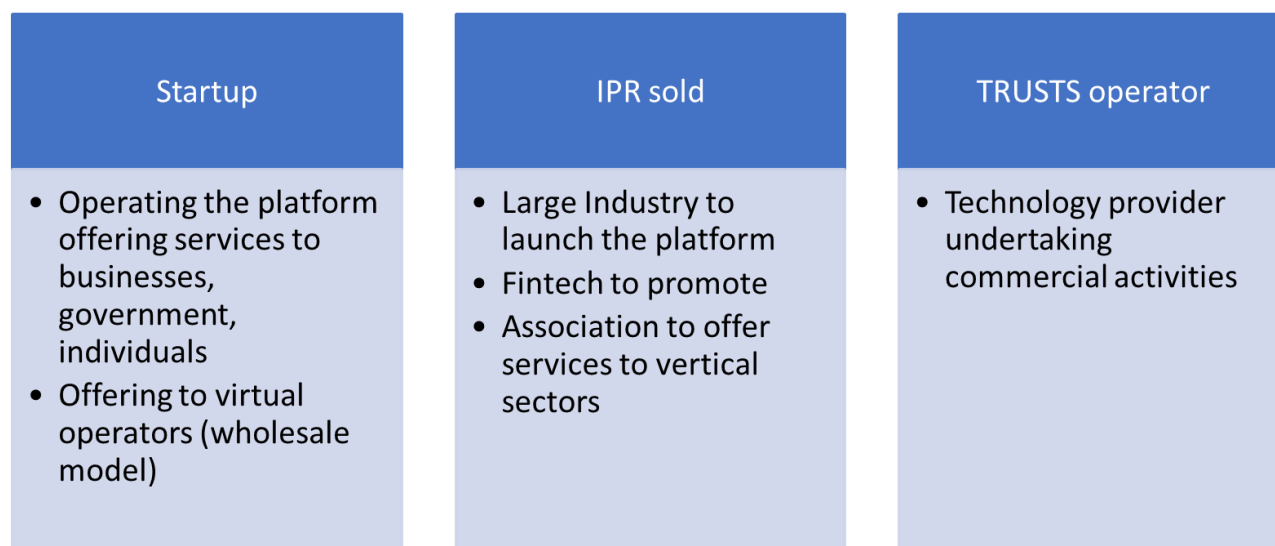 Startup
• Operating the platform
offering services to
businesses,
government,
individuals
• Offering to virtual
operators (wholesale
model)
IPR sold
• Large Industry to
launch the platform
• Fintech to promote
• Association to offer
services to vertical
sectors
TRUSTS operator
• Technology provider
undertaking
commercial activities